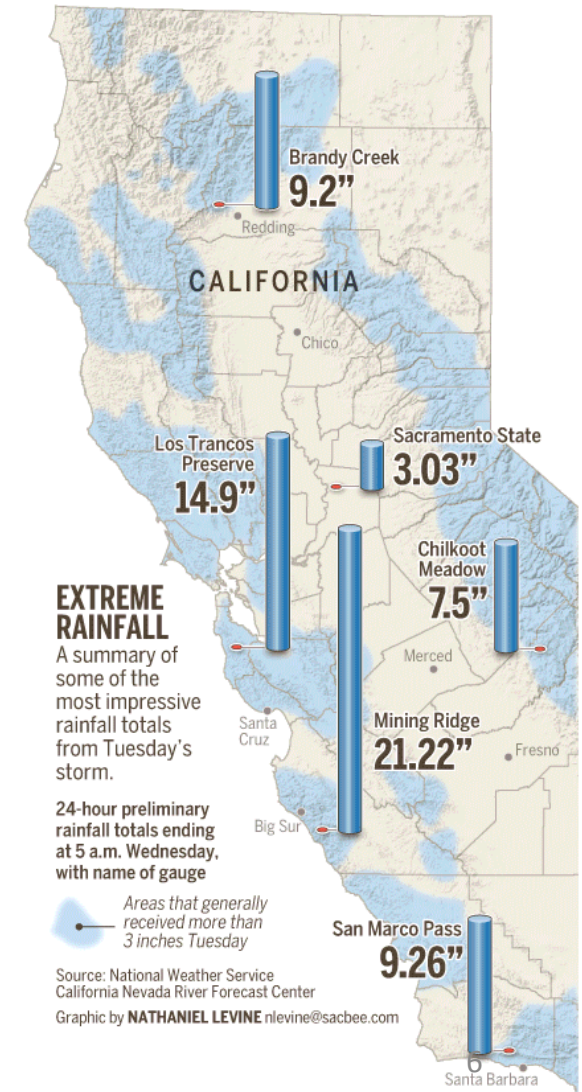 Brandy Creek
9.2”
Redding
CALIFORNIA
Chico
Los Trancos
Preserve
14.9”
Sacramento State
3.03”
Chilkoot
Meadow
7.5”
EXTREME
RAINFALL
A summary of
some of the
most impressive
rainfall totals
from Tuesday’s
storm.
Merced
Santa
Cruz
Mining Ridge
21.22”
Fresno
24-hour preliminary
rainfall totals ending
at 5 a.m. Wednesday,
with name of gauge
Big Sur
Areas that generally
received more than
3 inches Tuesday
San Marco Pass
9.26”
Source: National Weather Service
California Nevada River Forecast Center
Graphic by NATHANIEL LEVINE nlevine@sacbee.com
6
Santa Barbara